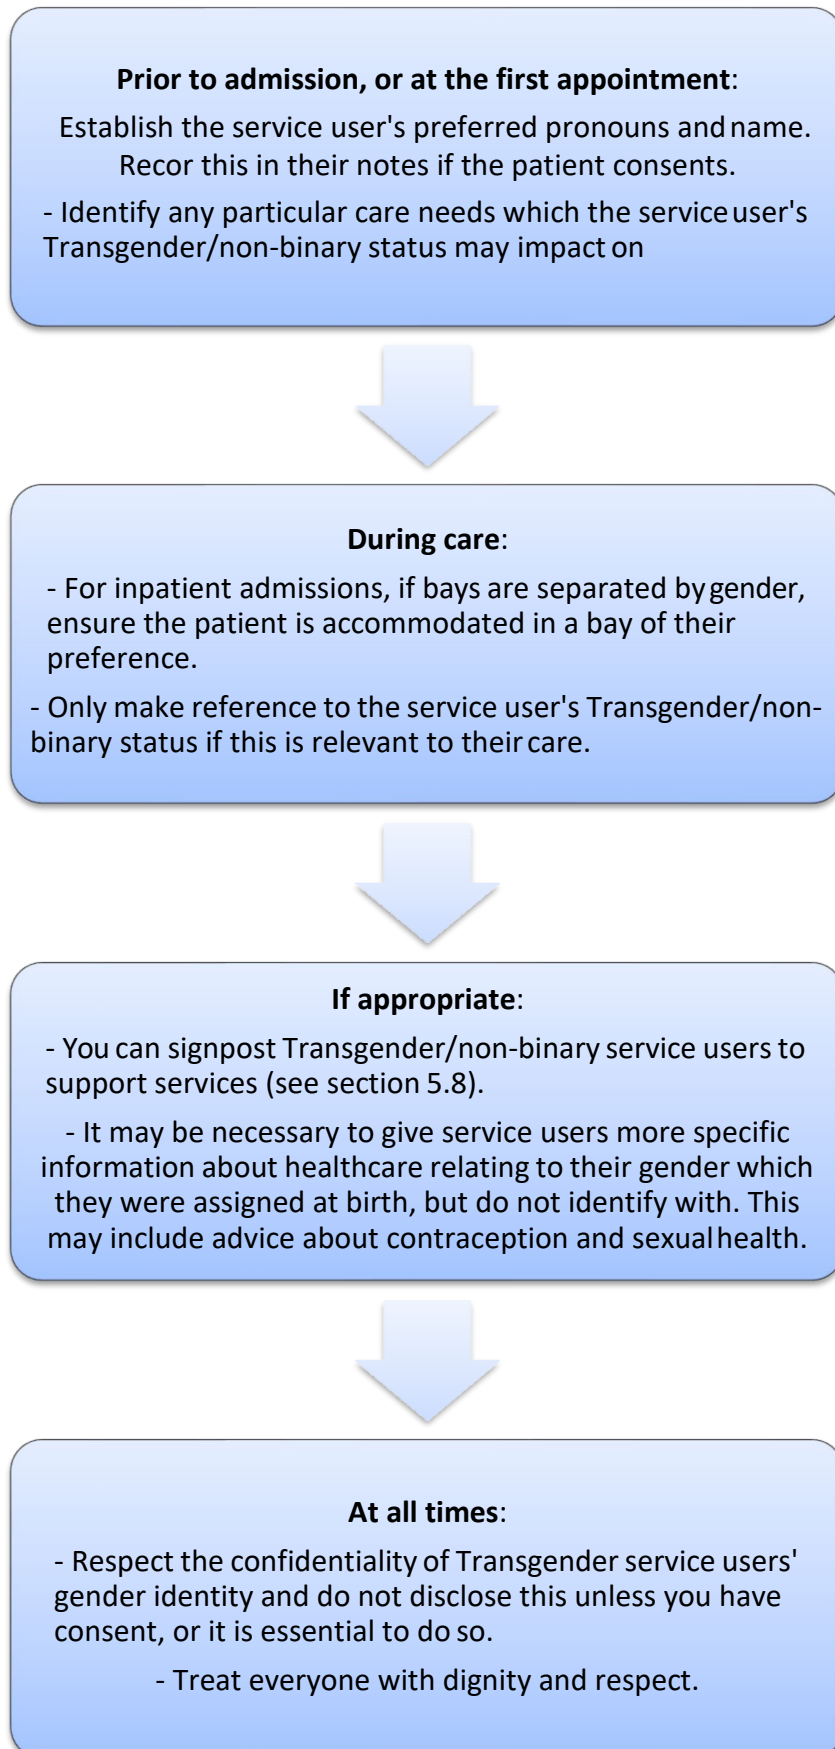 Prior to admission, or at the first appointment:
Establish the service user's preferred pronouns and name.
Recor this in their notes if the patient consents.
- Identify any particular care needs which the service user's
Transgender/non-binary status may impact on
During care:
- For inpatient admissions, if bays are separated by gender,
ensure the patient is accommodated in a bay of their
preference.
- Only make reference to the service user's Transgender/non-
binary status if this is relevant to their care.
If appropriate:
- You can signpost Transgender/non-binary service users to
support services (see section 5.8).
- It may be necessary to give service users more specific
information about healthcare relating to their gender which
they were assigned at birth, but do not identify with. This
may include advice about contraception and sexual health.
At all times:
- Respect the confidentiality of Transgender service users'
gender identity and do not disclose this unless you have
consent, or it is essential to do so.
- Treat everyone with dignity and respect.